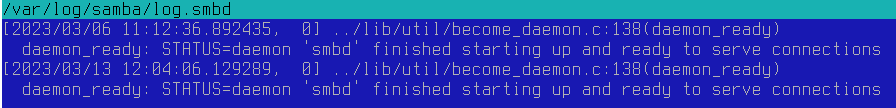 /var/log/samba/log.smbd
[2023/03/06 11:12:36.892435,  0] ../lib/util/become_daemon.c:138(daemon_ready)
  daemon_ready: STATUS=daemon 'smbd' finished starting up and ready to serve connections
[2023/03/13 12:04:06.129289,  0] ../lib/util/become_daemon.c:138(daemon_ready)
  daemon_ready: STATUS=daemon 'smbd' finished starting up and ready to serve connections